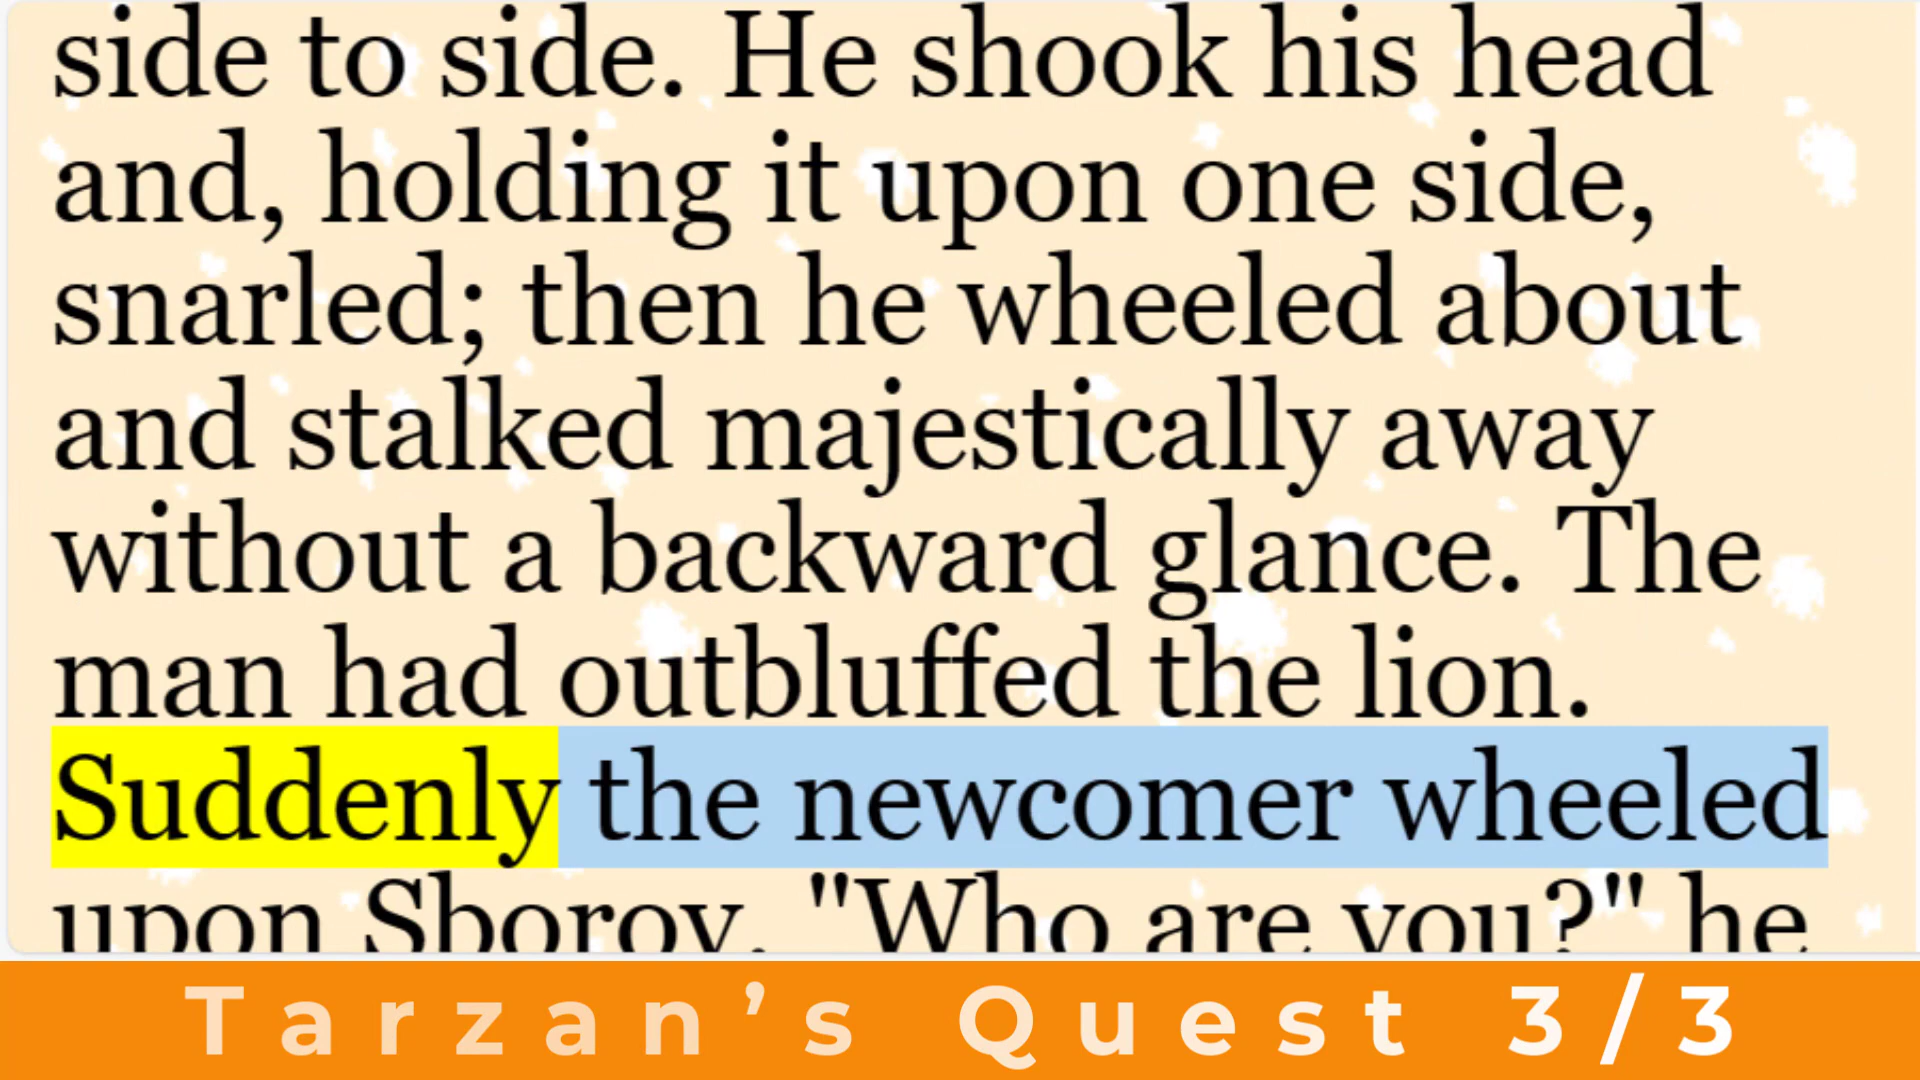 side to side. He shook his head
and, holding it upon one side,
snarled; then he wheeled about
and stalked majestically away
without a backward glance. The
man had outbluffed the lion.
Suddenly the newcomer wheeled
upon Sborov. "Who are you?" he
Tarzan’s Quest 3/3